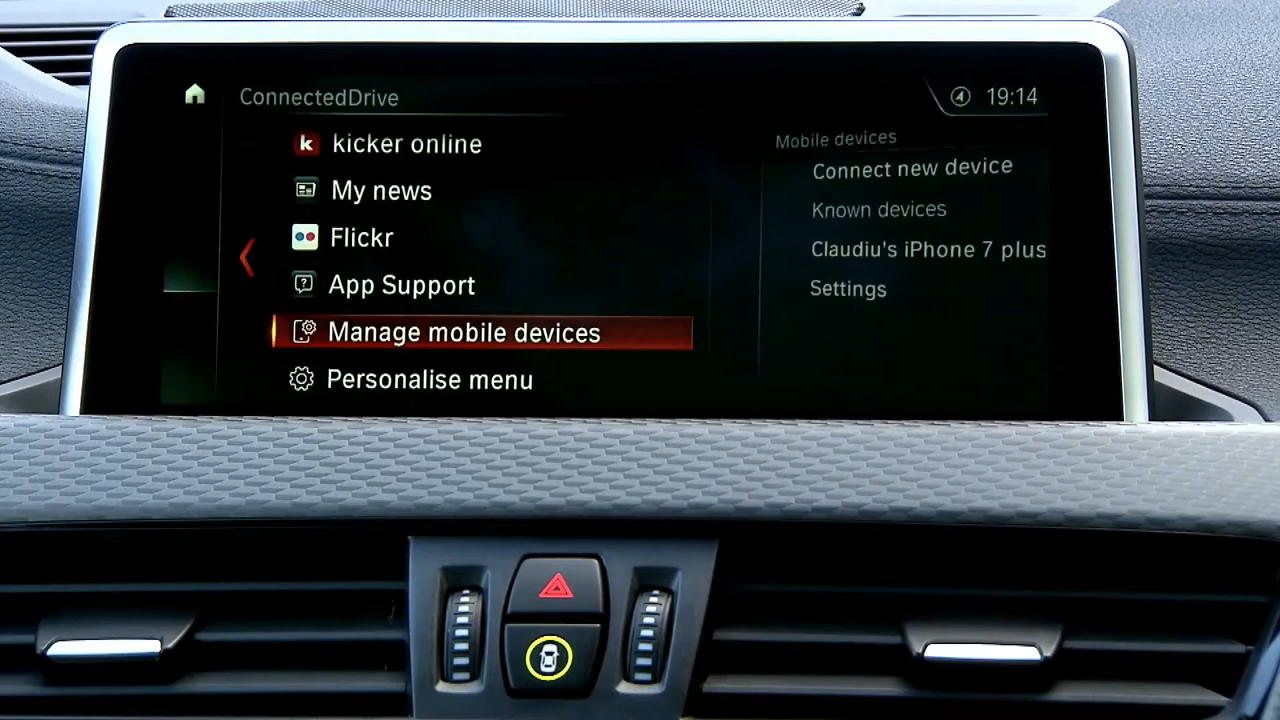 ConnectedDrive
19:14
k kicker online
My news
Flickr
App Support
Manage mobile devices
Personalise menu
Mobile devices
Connect new device
Known devices
Claudiu's iPhone 7 plus
Settings